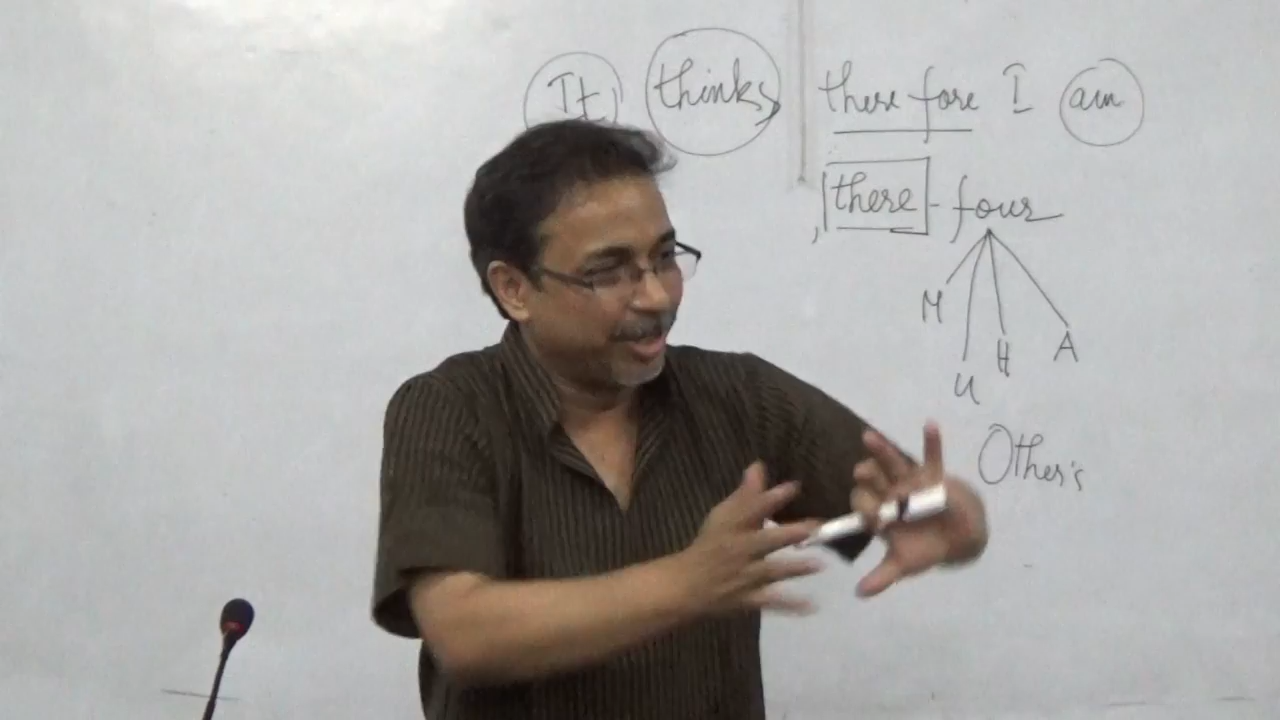 It thinks therefore I am
, there - four
M
U H A
Other's